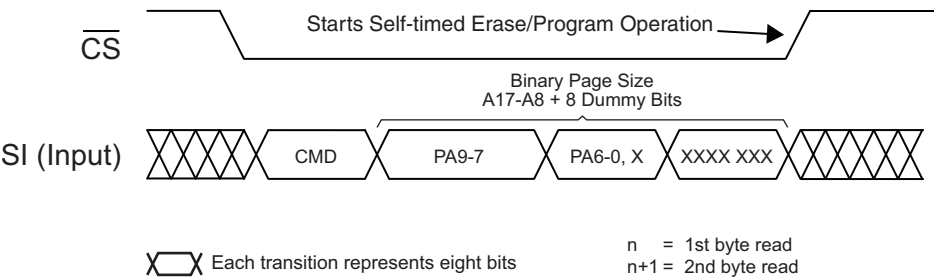 Starts Self-timed Erase/Program Operation
CS
Binary Page Size
A17-A8 + 8 Dummy Bits
SI (Input) CMD PA9-7 PA6-0, X XXXX XXX
Each transition represents eight bits
n = 1st byte read
n+1 = 2nd byte read